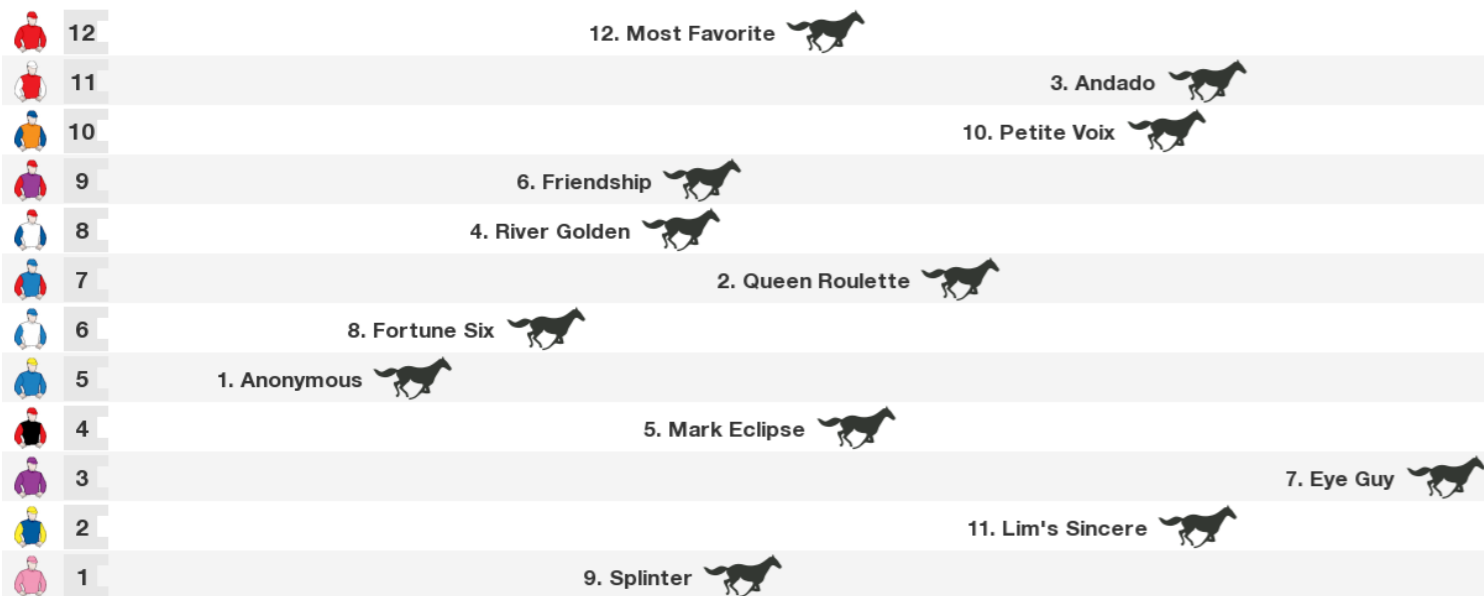 12 12. Most Favorite
11 3. Andado
10 10. Petite Voix
9 6. Friendship
8 4. River Golden
7 2. Queen Roulette
6 8. Fortune Six
5 1. Anonymous
4 5. Mark Eclipse
3 7. Eye Guy
2 11. Lim's Sincere
1 9. Splinter